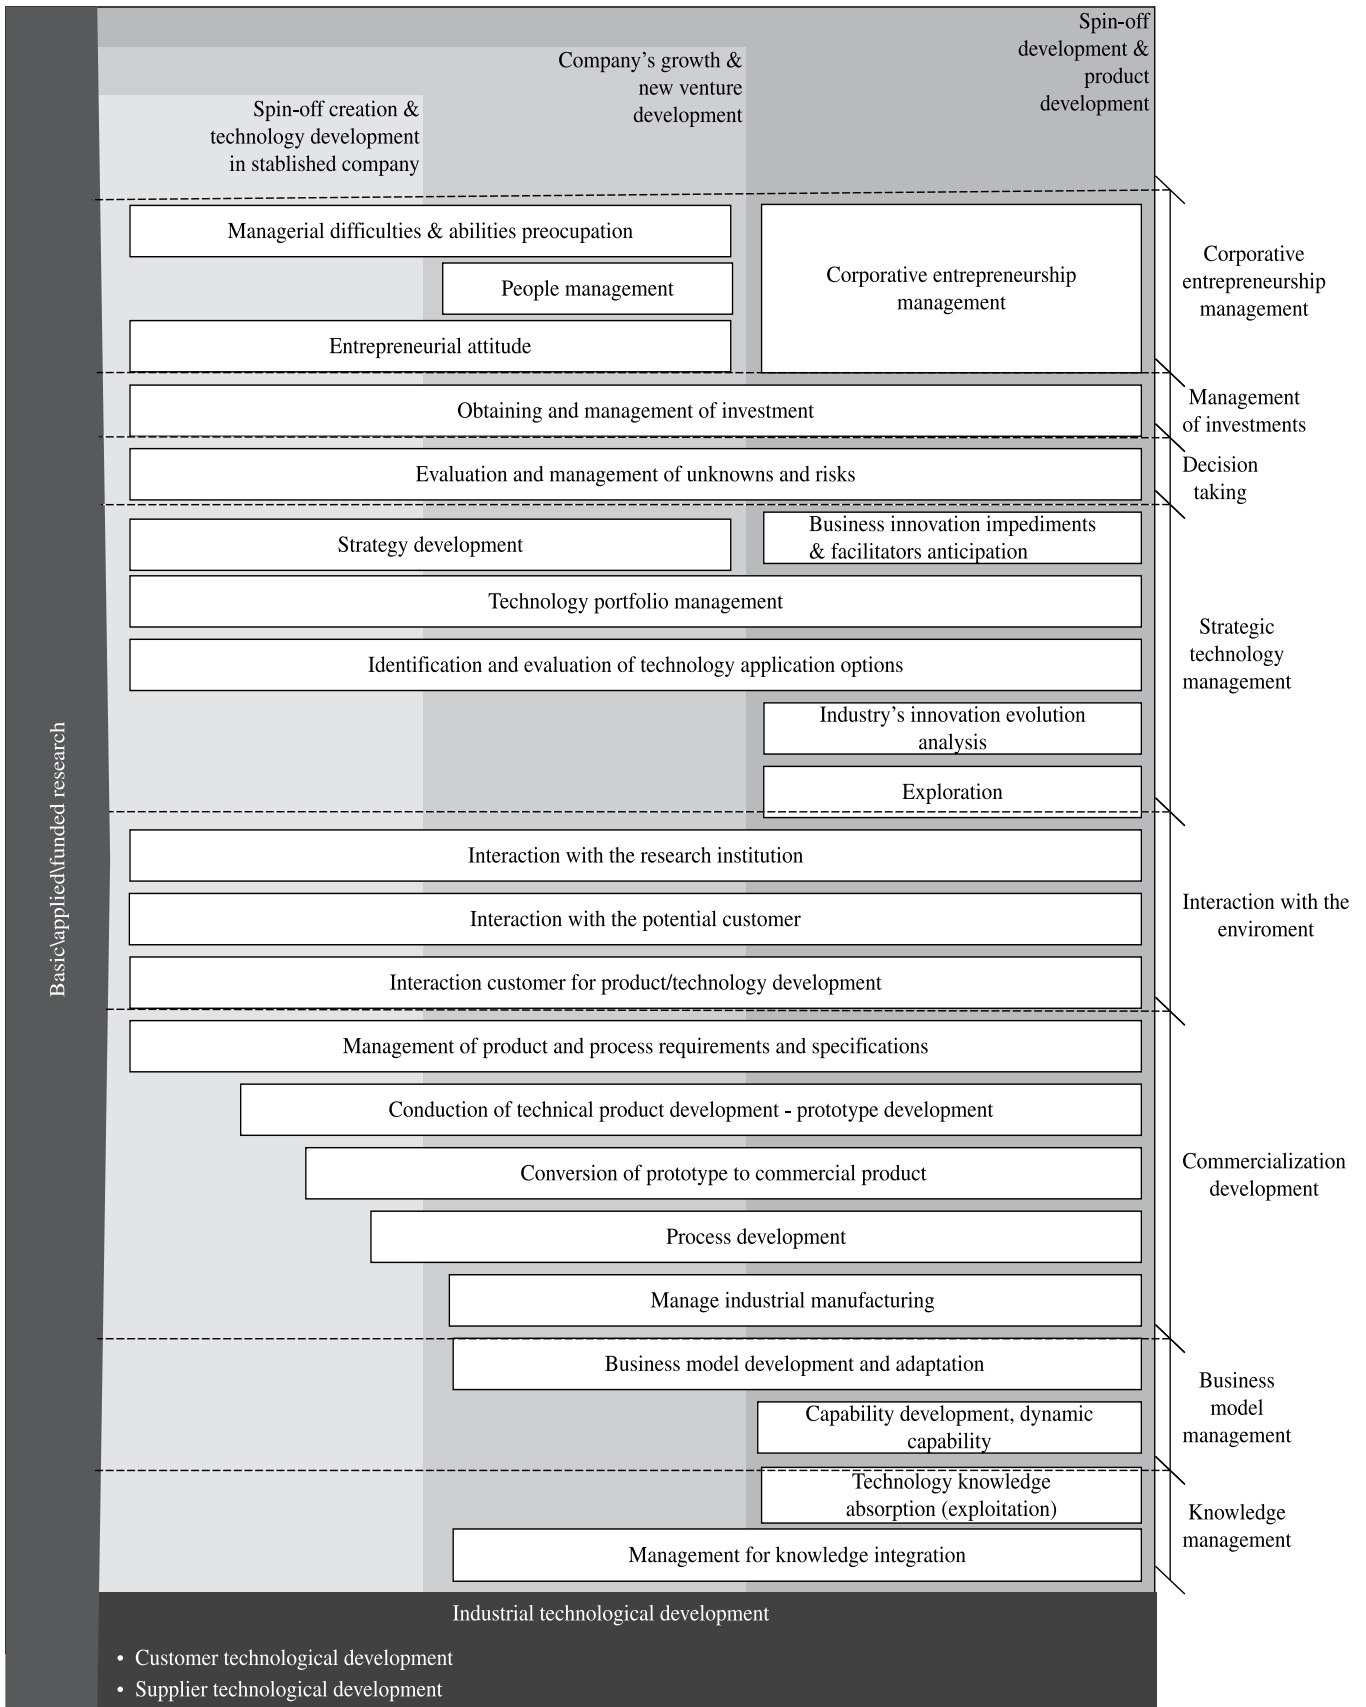 Spin-off
development &
product
development
Company's growth &
new venture
development
Spin-off creation &
technology development
in stablished company
Managerial difficulties & abilities preocupation
People management
Entrepreneurial attitude
Corporative entrepreneurship
management
Corporative
entrepreneurship
management
Obtaining and management of investment
Management
of investments
Evaluation and management of unknowns and risks
Decision
taking
Strategy development
Business innovation impediments
& facilitators anticipation
Technology portfolio management
Identification and evaluation of technology application options
Industry's innovation evolution
analysis
Exploration
Strategic
technology
management
Basic\applied\funded research
Interaction with the research institution
Interaction with the potential customer
Interaction customer for product/technology development
Interaction with the
enviroment
Management of product and process requirements and specifications
Conduction of technical product development - prototype development
Conversion of prototype to commercial product
Process development
Manage industrial manufacturing
Commercialization
development
Business model development and adaptation
Capability development, dynamic
capability
Business
model
management
Technology knowledge
absorption (exploitation)
Management for knowledge integration
Knowledge
management
Industrial technological development
• Customer technological development
• Supplier technological development